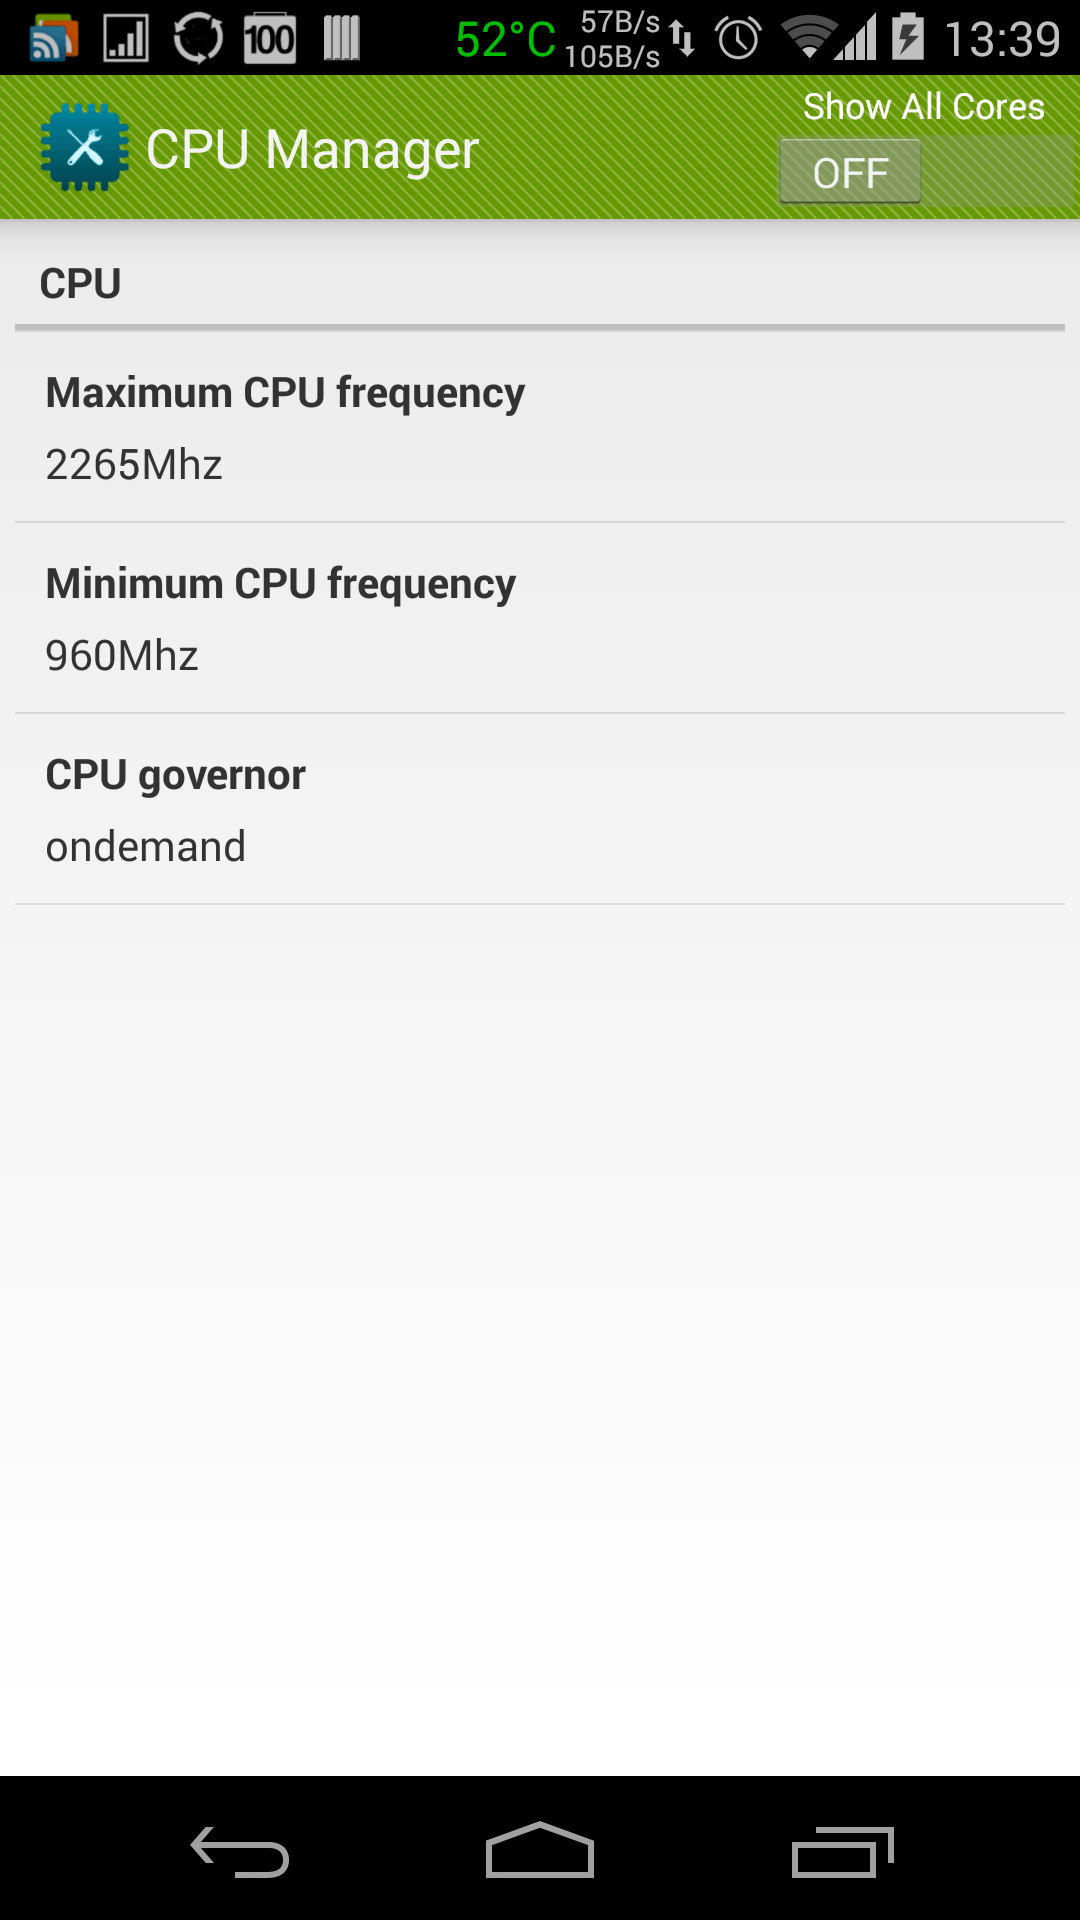 100
52°C
57B/s
105B/s
13:39
CPU Manager
Show All Cores
OFF
CPU
Maximum CPU frequency
2265Mhz
Minimum CPU frequency
960Mhz
CPU governor
ondemand